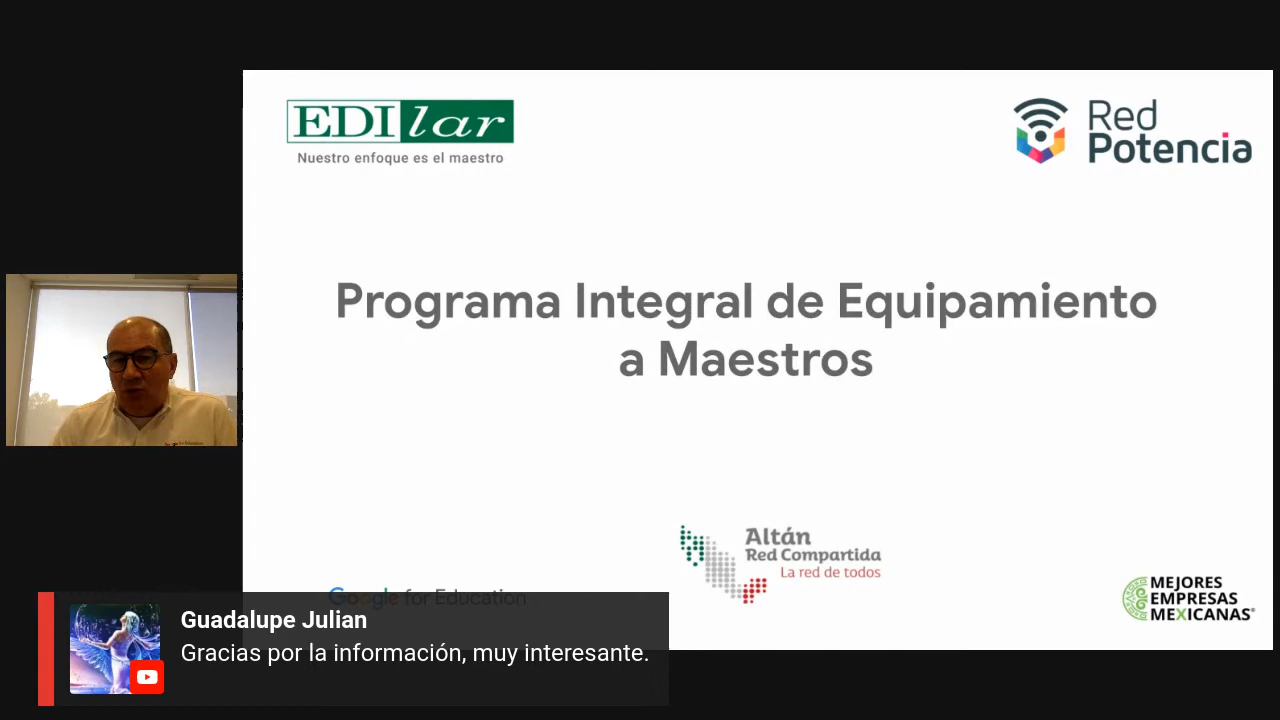 EDIlar
Nuestro enfoque es el maestro
Red
Potencia
Programa Integral de Equipamiento
a Maestros
Altán
Red Compartida
La red de todos
Google for Education
MEJORES
EMPRESAS
MEXICANAS®
Guadalupe Julian
Gracias por la información, muy interesante.